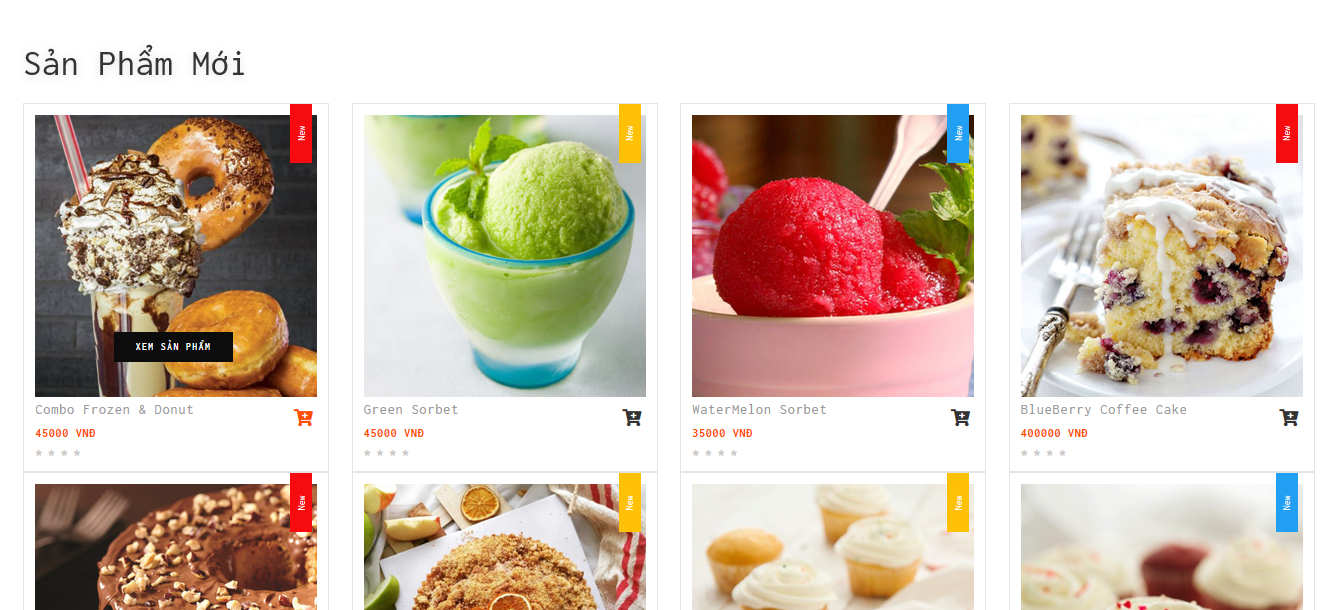 Sản Phẩm Mới
New
New
New
New
XEM SẢN PHẨM
Combo Frozen & Donut
45000 VNĐ
Green Sorbet
45000 VNĐ
WaterMelon Sorbet
35000 VNĐ
BlueBerry Coffee Cake
400000 VNĐ
New
New
New
New